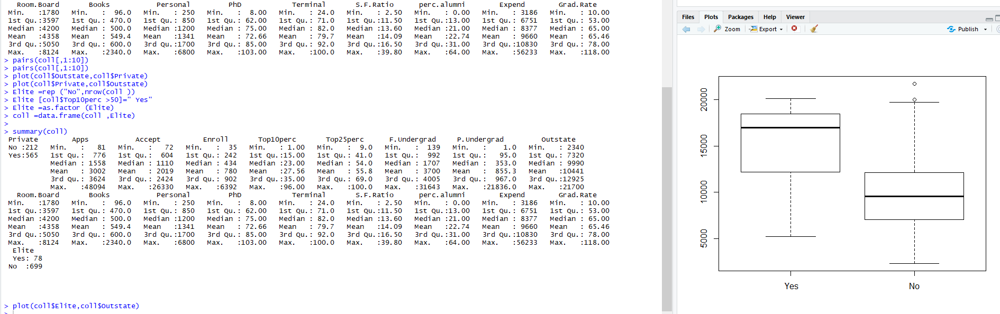 Room.Board Books Personal PhD Terminal S.F.Ratio perc.alumni Expend Grad.Rate
Min. :1780 Min. : 96.0 Min. : 250 Min. : 8.00 Min. : 24.0 Min. : 2.50 Min. : 0.00 Min. : 3186 Min. : 10.00
1st Qu.:3597 1st Qu.: 470.0 1st Qu.: 850 1st Qu.: 62.00 1st Qu.: 71.0 1st Qu.:11.50 1st Qu.:13.00 1st Qu.: 6751 1st Qu.: 53.00
Median :4200 Median : 500.0 Median :1200 Median : 75.00 Median : 82.0 Median :13.60 Median :21.00 Median : 8377 Median : 65.00
Mean :4358 Mean : 549.4 Mean :1341 Mean : 72.66 Mean : 79.7 Mean :14.09 Mean :22.74 Mean : 9660 Mean : 65.46
3rd Qu.:5050 3rd Qu.: 600.0 3rd Qu.:1700 3rd Qu.: 85.00 3rd Qu.: 92.0 3rd Qu.:16.50 3rd Qu.:31.00 3rd Qu.:10830 3rd Qu.: 78.00
Max. :8124 Max. :2340.0 Max. :6800 Max. :103.00 Max. :100.0 Max. :39.80 Max. :64.00 Max. :56233 Max. :118.00
> pairs(coll[,1:10])
> pairs(coll[,1:10])
> plot(coll$Outstate,coll$Private)
> plot(coll$Private,coll$Outstate)
> Elite =rep ("No",nrow(coll ))
> Elite [coll$Top10perc >50]=" Yes"
> Elite =as.factor (Elite)
> coll =data.frame(coll ,Elite)
>
> summary(coll)
Private Apps Accept Enroll Top10perc Top25perc F.Undergrad P.Undergrad Outstate
No :212 Min. : 81 Min. : 72 Min. : 35 Min. : 1.00 Min. : 9.0 Min. : 139 Min. : 1.0 Min. : 2340
Yes:565 1st Qu.: 776 1st Qu.: 604 1st Qu.: 242 1st Qu.:15.00 1st Qu.: 41.0 1st Qu.: 992 1st Qu.: 95.0 1st Qu.: 7320
Median : 1558 Median : 1110 Median : 434 Median :23.00 Median : 54.0 Median : 1707 Median : 353.0 Median : 9990
Mean : 3002 Mean : 2019 Mean : 780 Mean :27.56 Mean : 55.8 Mean : 3700 Mean : 855.3 Mean :10441
3rd Qu.: 3624 3rd Qu.: 2424 3rd Qu.: 902 3rd Qu.:35.00 3rd Qu.: 69.0 3rd Qu.: 4005 3rd Qu.: 967.0 3rd Qu.:12925
Max. :48094 Max. :26330 Max. :6392 Max. :96.00 Max. :100.0 Max. :31643 Max. :21836.0 Max. :21700
Room.Board Books Personal PhD Terminal S.F.Ratio perc.alumni Expend Grad.Rate
Min. :1780 Min. : 96.0 Min. : 250 Min. : 8.00 Min. : 24.0 Min. : 2.50 Min. : 0.00 Min. : 3186 Min. : 10.00
1st Qu.:3597 1st Qu.: 470.0 1st Qu.: 850 1st Qu.: 62.00 1st Qu.: 71.0 1st Qu.:11.50 1st Qu.:13.00 1st Qu.: 6751 1st Qu.: 53.00
Median :4200 Median : 500.0 Median :1200 Median : 75.00 Median : 82.0 Median :13.60 Median :21.00 Median : 8377 Median : 65.00
Mean :4358 Mean : 549.4 Mean :1341 Mean : 72.66 Mean : 79.7 Mean :14.09 Mean :22.74 Mean : 9660 Mean : 65.46
3rd Qu.:5050 3rd Qu.: 600.0 3rd Qu.:1700 3rd Qu.: 85.00 3rd Qu.: 92.0 3rd Qu.:16.50 3rd Qu.:31.00 3rd Qu.:10830 3rd Qu.: 78.00
Max. :8124 Max. :2340.0 Max. :6800 Max. :103.00 Max. :100.0 Max. :39.80 Max. :64.00 Max. :56233 Max. :118.00
Elite
Yes: 78
No :699
> plot(coll$Elite,coll$Outstate)
>
Files Plots Packages Help Viewer
Zoom Export Publish
20000
15000
10000
5000
Yes No